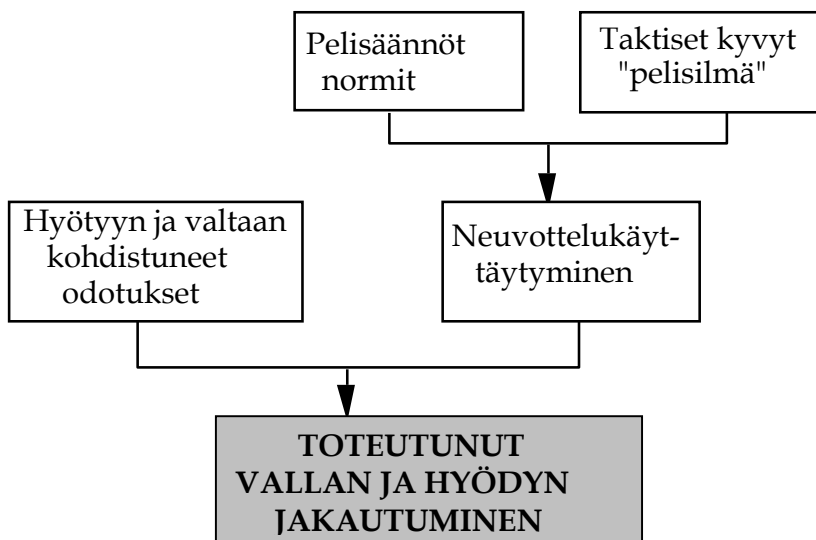 Pelisäännöt
normit
Taktiset kyvyt
"pelisilmä"
Hyötyyn ja valtaan
kohdistuneet
odotukset
Neuvottelukäyt-
täytyminen
TOTEUTUNUT
VALLAN JA HYÖDYN
JAKAUTUMINEN